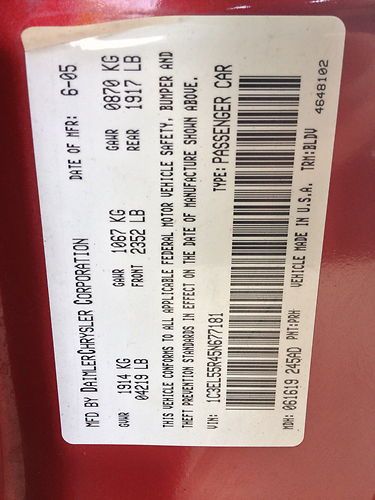 MFD BY DAIMLERCHRYSLER CORPORATION DATE OF MFR: 6-05
GVWR 1914 KG 04219 LB GAWR FRONT 1067 KG 2352 LB GAWR REAR 0870 KG 1917 LB
THIS VEHICLE CONFORMS TO ALL APPLICABLE FEDERAL MOTOR VEHICLE SAFETY, BUMPER AND
THEFT PREVENTION STANDARDS IN EFFECT ON THE DATE OF MANUFACTURE SHOWN ABOVE.
VIN: 1C3EL55R45N677181 TYPE: PASSENGER CAR
MDH: 061619 245AD PNT:PRH VEHICLE MADE IN U.S.A. TRM:BLDV 4648102